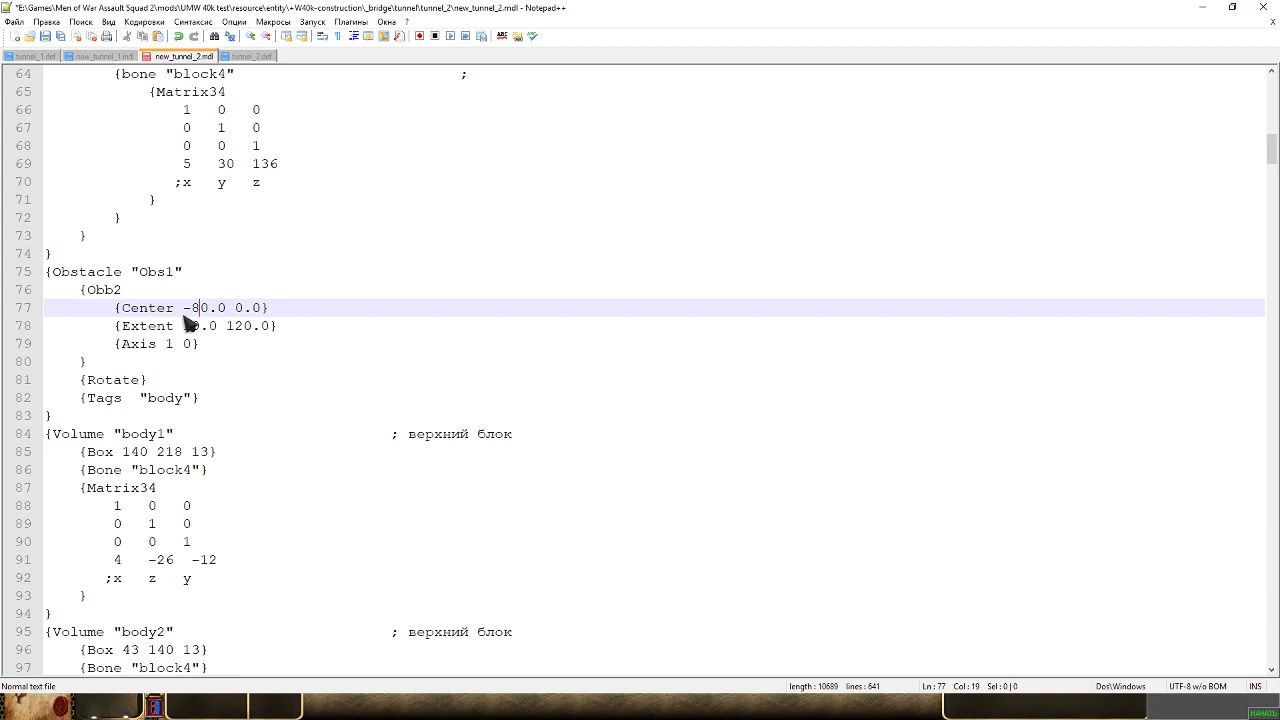 *E:\Games\Men of War Assault Squad 2\mods\UMW 40k test\resource\entity\+W40k-construction\_bridge\tunnel\tunnel_2\new_tunnel_2.mdl - Notepad++
Файл Правка Поиск Вид Кодировки Синтаксис Опции Макросы Запуск Плагины Окна ?
tunnel_1.def new_tunnel_1.mdl new_tunnel_2.mdl tunnel_2.def
64 {bone "block4" ;
65 {Matrix34
66 1 0 0
67 0 1 0
68 0 0 1
69 5 30 136
70 ;x y z
71 }
72 }
73 }
74 }
75 {Obstacle "Obs1"
76 {Obb2
77 {Center -80.0 0.0}
78 {Extent .0 120.0}
79 {Axis 1 0}
80 }
81 {Rotate}
82 {Tags "body"}
83 }
84 {Volume "body1" ; верхний блок
85 {Box 140 218 13}
86 {Bone "block4"}
87 {Matrix34
88 1 0 0
89 0 1 0
90 0 0 1
91 4 -26 -12
92 ;x z y
93 }
94 }
95 {Volume "body2" ; верхний блок
96 {Box 43 140 13}
97 {Bone "block4"}
Normal text file length : 10689 lines : 641 Ln : 77 Col : 19 Sel : 0 | 0 Dos\Windows UTF-8 w/o BOM INS
НАЧАТЬ